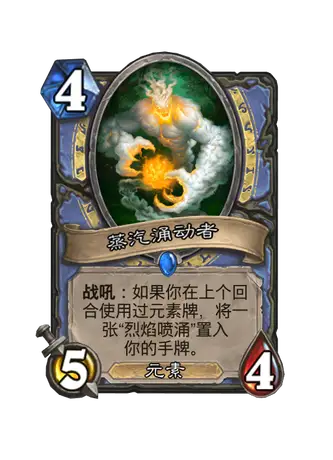 4
蒸汽涌动者
战吼：如果你在上个回
合使用过元素牌，将一
张“烈焰喷涌”置入
你的手牌。
5
元素
4